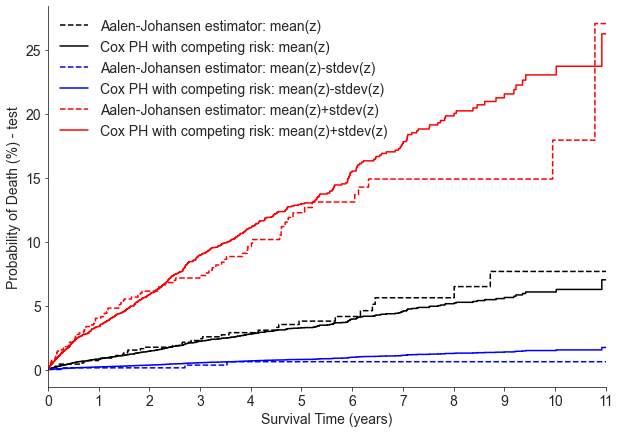 Aalen-Johansen estimator: mean(z)
Cox PH with competing risk: mean(z)
Aalen-Johansen estimator: mean(z)-stdev(z)
Cox PH with competing risk: mean(z)-stdev(z)
Aalen-Johansen estimator: mean(z)+stdev(z)
Cox PH with competing risk: mean(z)+stdev(z)
Probability of Death (%) - test
25
20
15
10
5
0
0 1 2 3 4 5 6 7 8 9 10 11
Survival Time (years)